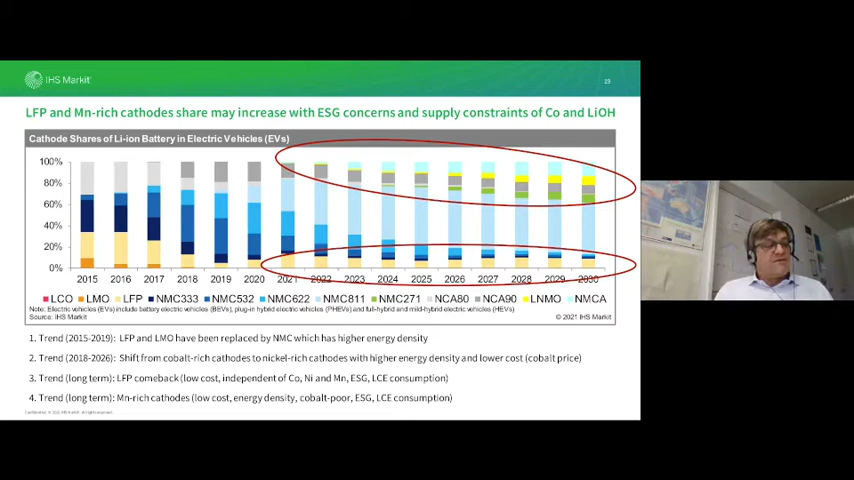 IHS Markit
23
LFP and Mn-rich cathodes share may increase with ESG concerns and supply constraints of Co and LiOH
Cathode Shares of Li-ion Battery in Electric Vehicles (EVs)
100%
80%
60%
40%
20%
0%
2015 2016 2017 2018 2019 2020 2021 2022 2023 2024 2025 2026 2027 2028 2029 2030
LCO LMO LFP NMC333 NMC532 NMC622 NMC811 NMC271 NCA80 NCA90 LNMO NMCA
Note: Electric vehicles (EVs) include battery electric vehicles (BEVs), plug-in hybrid electric vehicles (PHEVs) and full-hybrid and mild-hybrid electric vehicles (HEVs)
Source: IHS Markit © 2021 IHS Markit
1. Trend (2015-2019): LFP and LMO have been replaced by NMC which has higher energy density
2. Trend (2018-2026): Shift from cobalt-rich cathodes to nickel-rich cathodes with higher energy density and lower cost (cobalt price)
3. Trend (long term): LFP comeback (low cost, independent of Co, Ni and Mn, ESG, LCE consumption)
4. Trend (long term): Mn-rich cathodes (low cost, energy density, cobalt-poor, ESG, LCE consumption)
Confidential. © 2021 IHS Markit. All rights reserved.